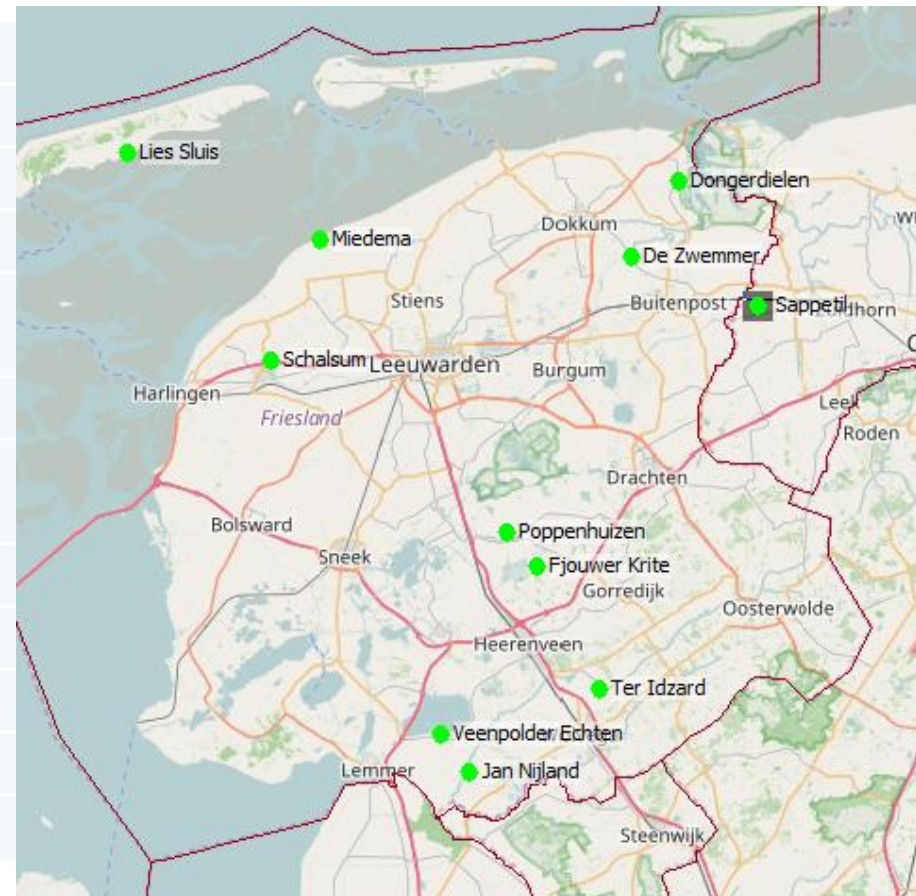 Lies Sluis
Dongerdielen
Dokkum
Miedema
De Zwemmer
Stiens
Buitenpost
Sappetil
Schalsum
Leeuwarden
Burgum
Harlingen
Leek
Friesland
Roden
Drachten
Bolsward
Poppenhuizen
Sneek
Fjouwer Krite
Gorredijk
Oosterwolde
Heerenveen
Ter Idzard
Veenpolder Echten
Lemmer
Jan Nijland
Steenwijk